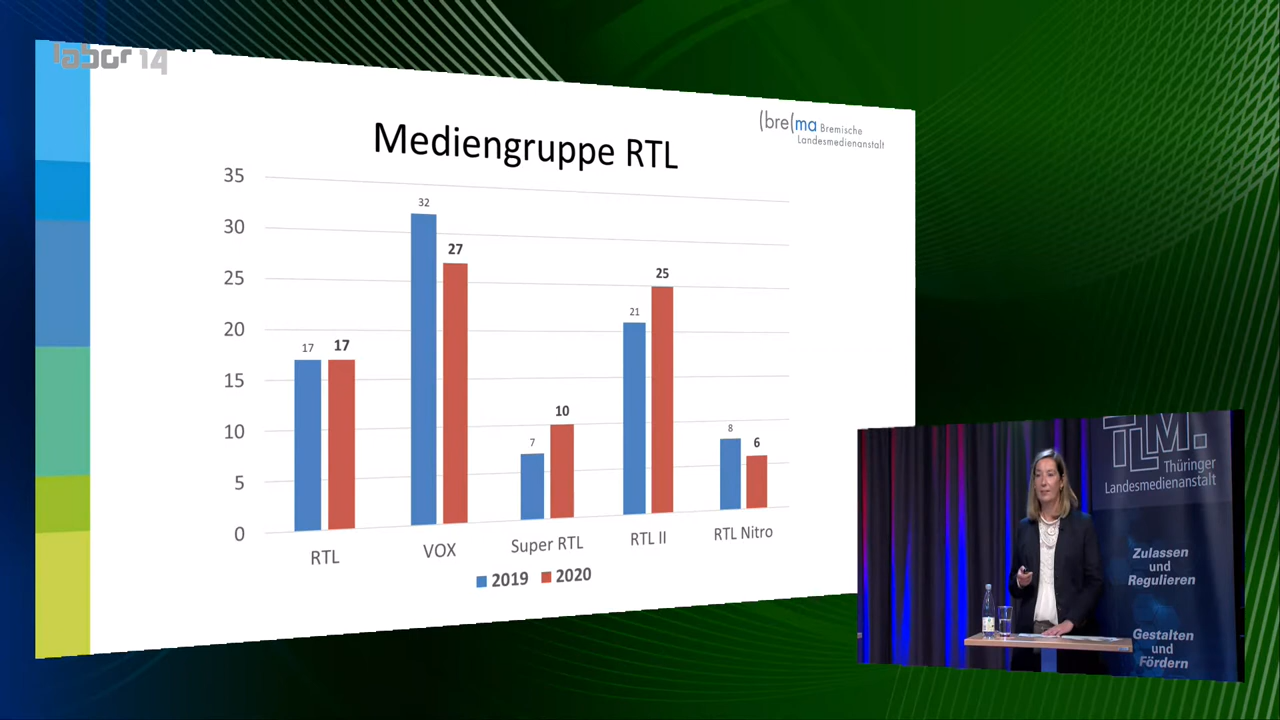 labor 14
(bre(ma Bremische
Landesmedienanstalt
Mediengruppe RTL
35
30
25
20
15
10
5
0
32
27
25
21
17
17
10
7
8
6
RTL
VOX
Super RTL
RTL II
RTL Nitro
2019
2020
TLM.
Thüringer
Landesmedienanstalt
Zulassen
und
Regulieren
Gestalten
und
Fördern